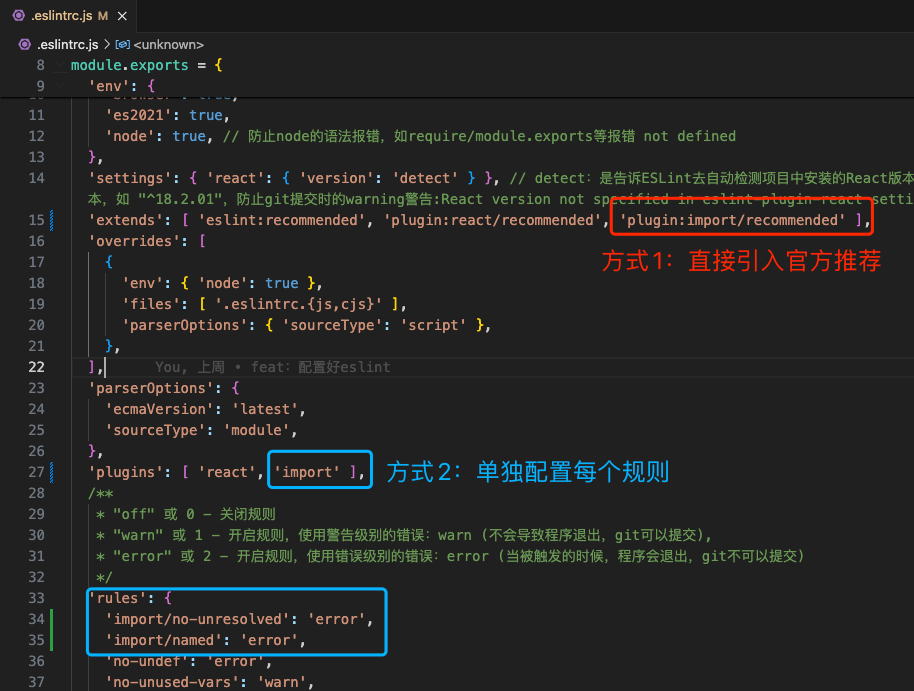 .eslintrc.js M
.eslintrc.js > <unknown>
8 module.exports = {
9 'env': {
11 'es2021': true,
12 'node': true, // 防止node的语法报错，如require/module.exports等报错 not defined
13 },
14 'settings': { 'react': { 'version': 'detect' } }, // detect：是告诉ESLint去自动检测项目中安装的React版本
本，如 "^18.2.01"，防止git提交时的warning警告:React version not specified in eslint-plugin-react setti
15 'extends': [ 'eslint:recommended', 'plugin:react/recommended', 'plugin:import/recommended' ],
16 'overrides': [
方式1：直接引入官方推荐
17 {
18 'env': { 'node': true },
19 'files': [ '.eslintrc.{js,cjs}' ],
20 'parserOptions': { 'sourceType': 'script' },
21 },
22 ], You, 上周 • feat：配置好eslint
23 'parserOptions': {
24 'ecmaVersion': 'latest',
25 'sourceType': 'module',
26 },
27 'plugins': [ 'react', 'import' ], 方式2：单独配置每个规则
28 /**
29 * "off" 或 0 - 关闭规则
30 * "warn" 或 1 - 开启规则，使用警告级别的错误：warn (不会导致程序退出，git可以提交),
31 * "error" 或 2 - 开启规则，使用错误级别的错误：error (当被触发的时候，程序会退出，git不可以提交)
32 */
33 'rules': {
34 'import/no-unresolved': 'error',
35 'import/named': 'error',
36 'no-undef': 'error',
37 'no-unused-vars': 'warn',